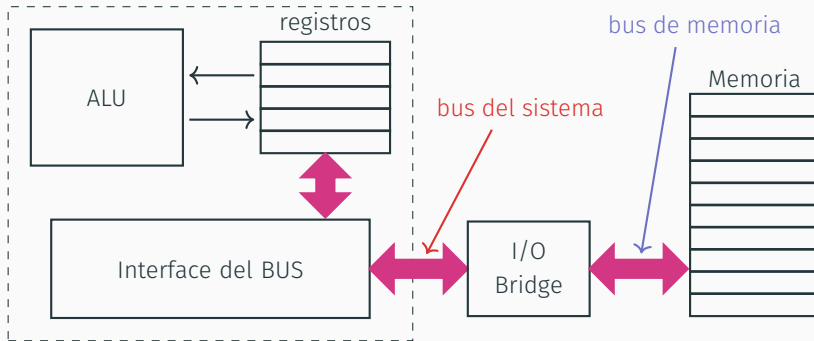 registros
bus de memoria
ALU
Memoria
bus del sistema
Interface del BUS
I/O
Bridge